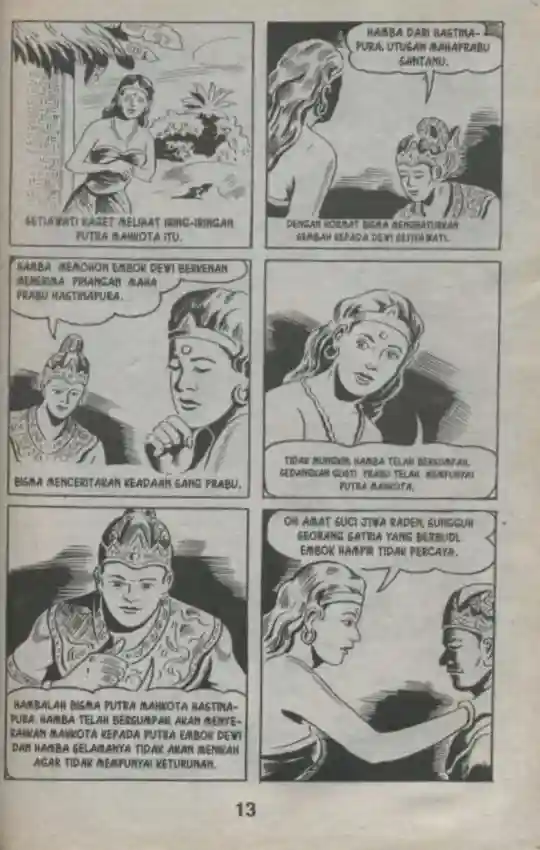 SETIAWATI KAGET MELIHAT IRING-IRINGAN
PUTRA MAHKOTA ITU.
HAMBA DARI HASTINA-
PURA, UTUSAN MAHAPRABU
SANTANU.
DENGAN HORMAT BISMA MENGHATURKAN
SEMBAH KEPADA DEWI SETIAWATI.
HAMBA MEMOHON EMBOK DEWI BERKENAN
MENERIMA PINANGAN MAHA
PRABU HASTINAPURA.
BISMA MENCERITAKAN KEADAAN SANG PRABU.
TIDAK MUNGKIN, HAMBA TELAH BERSUMPAH,
SEDANGKAN GUSTI PRABU TELAH MEMPUNYAI
PUTRA MAHKOTA.
HAMBALAH BISMA PUTRA MAHKOTA HASTINA-
PURA. HAMBA TELAH BERSUMPAH AKAN MENYE-
RAHKAN MAHKOTA KEPADA PUTRA EMBOK DEWI
DAN HAMBA SELAMANYA TIDAK AKAN MENIKAH
AGAR TIDAK MEMPUNYAI KETURUNAN.
OH AMAT SUCI JIWA RADEN, SUNGGUH
SEORANG SATRIA YANG BERBUDI.
EMBOK HAMPIR TIDAK PERCAYA.
13